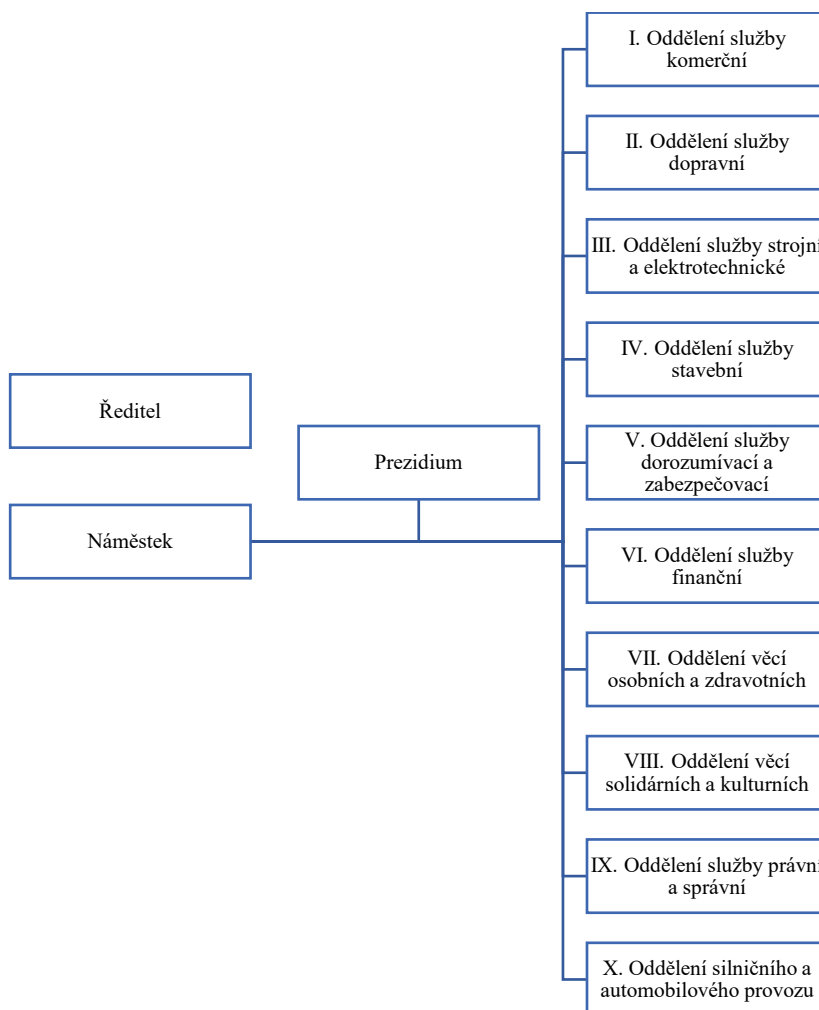 Ředitel
Náměstek
Prezidium
I. Oddělení služby
komerční
II. Oddělení služby
dopravní
III. Oddělení služby strojní
a elektrotechnické
IV. Oddělení služby
stavební
V. Oddělení služby
dorozumívací a
zabezpečovací
VI. Oddělení služby
finanční
VII. Oddělení věcí
osobních a zdravotních
VIII. Oddělení věcí
solidárních a kulturních
IX. Oddělení služby právní
a správní
X. Oddělení silničního a
automobilového provozu